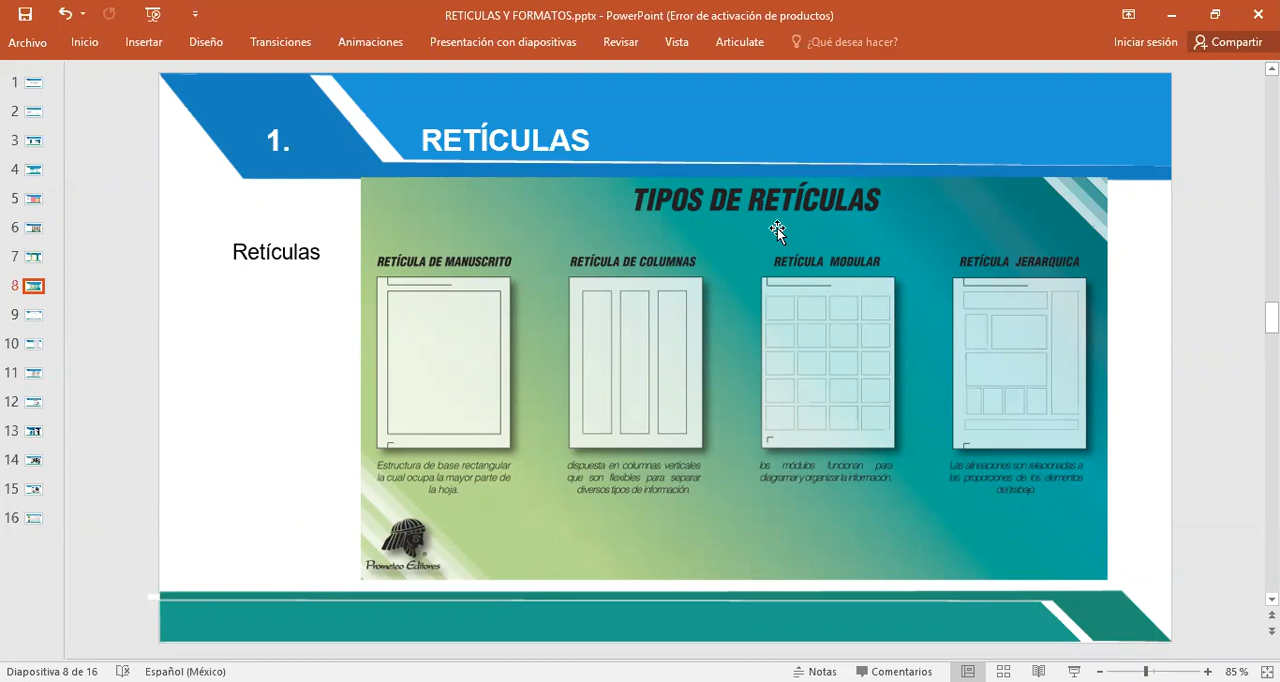 RETICULAS Y FORMATOS.pptx - PowerPoint (Error de activación de productos)
Archivo
Inicio
Insertar
Diseño
Transiciones
Animaciones
Presentación con diapositivas
Revisar
Vista
Articulate
¿Qué desea hacer?
Iniciar sesión
Compartir
1
2
3
4
5
6
7
8
9
10
11
12
13
14
15
16
1.
RETÍCULAS
Retículas
TIPOS DE RETÍCULAS
RETÍCULA DE MANUSCRITO
Estructura de base rectangular
la cual ocupa la mayor parte de
la hoja.
RETÍCULA DE COLUMNAS
dispuesta en columnas verticales
que son flexibles para separar
diversos tipos de información.
RETÍCULA MODULAR
los módulos funcionan para
diagramar y organizar la información.
RETÍCULA JERARQUICA
Las alineaciones son relacionadas a
las proporciones de los elementos
de trabajo.
Prometeo Editores
Diapositiva 8 de 16
Español (México)
Notas
Comentarios
85 %